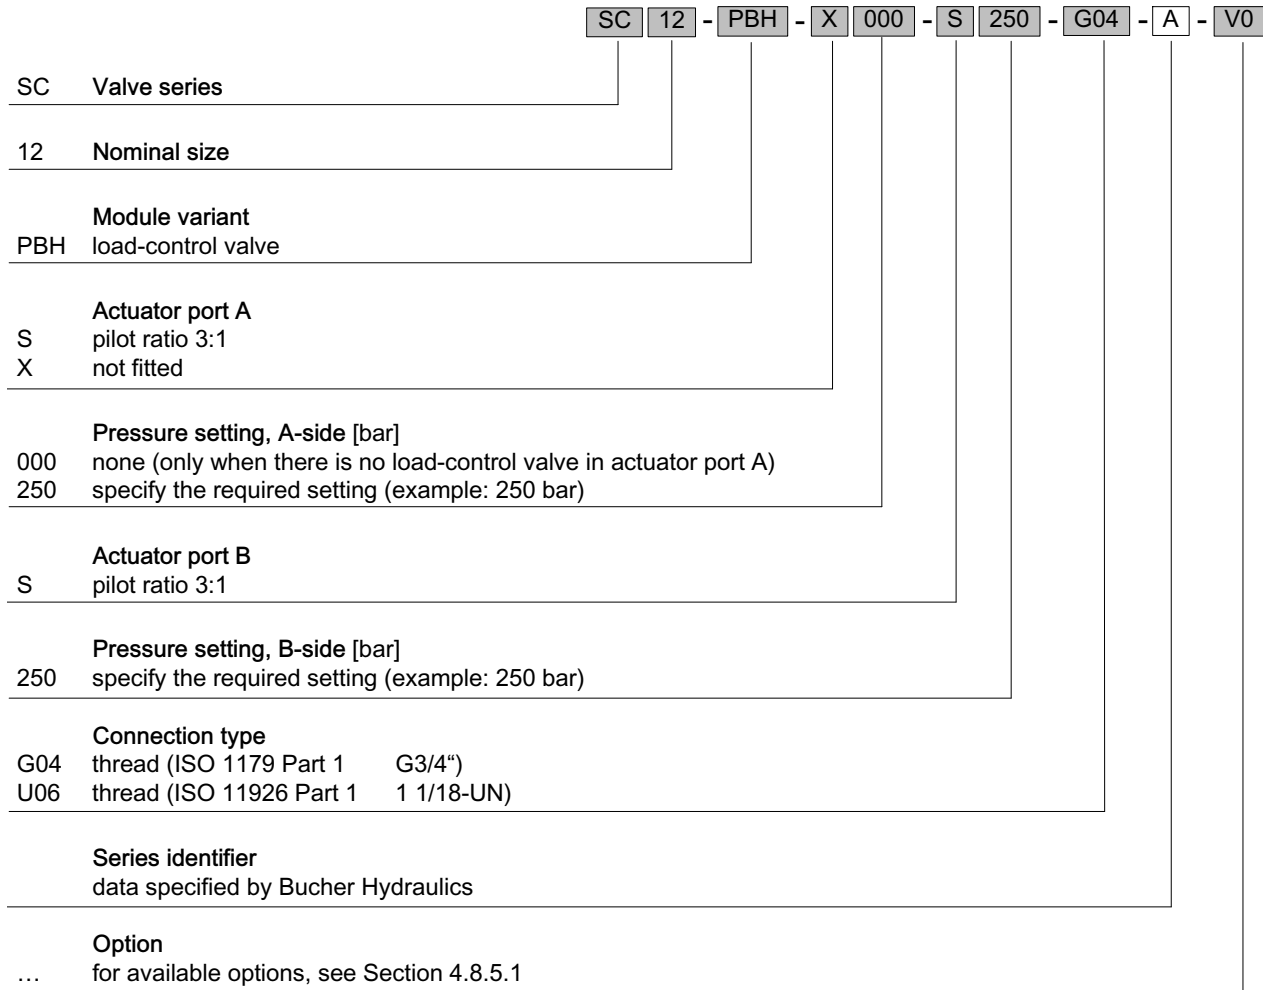 SC 12 - PBH - X 000 - S 250 - G04 - A - V0
SC Valve series
12 Nominal size
Module variant
PBH load-control valve
Actuator port A
S pilot ratio 3:1
X not fitted
Pressure setting, A-side [bar]
000 none (only when there is no load-control valve in actuator port A)
250 specify the required setting (example: 250 bar)
Actuator port B
S pilot ratio 3:1
Pressure setting, B-side [bar]
250 specify the required setting (example: 250 bar)
Connection type
G04 thread (ISO 1179 Part 1 G3/4“)
U06 thread (ISO 11926 Part 1 1 1/18-UN)
Series identifier
data specified by Bucher Hydraulics
Option
… for available options, see Section 4.8.5.1